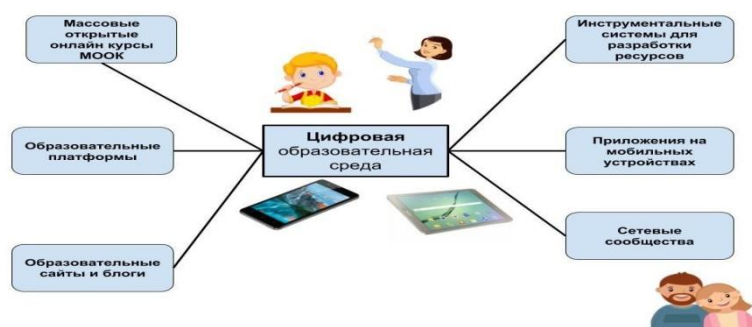 Массовые
открытые
онлайн курсы
МООК
Образовательные
платформы
Образовательные
сайты и блоги
Цифровая
образовательная
среда
Инструментальные
системы для
разработки
ресурсов
Приложения на
мобильных
устройствах
Сетевые
сообщества